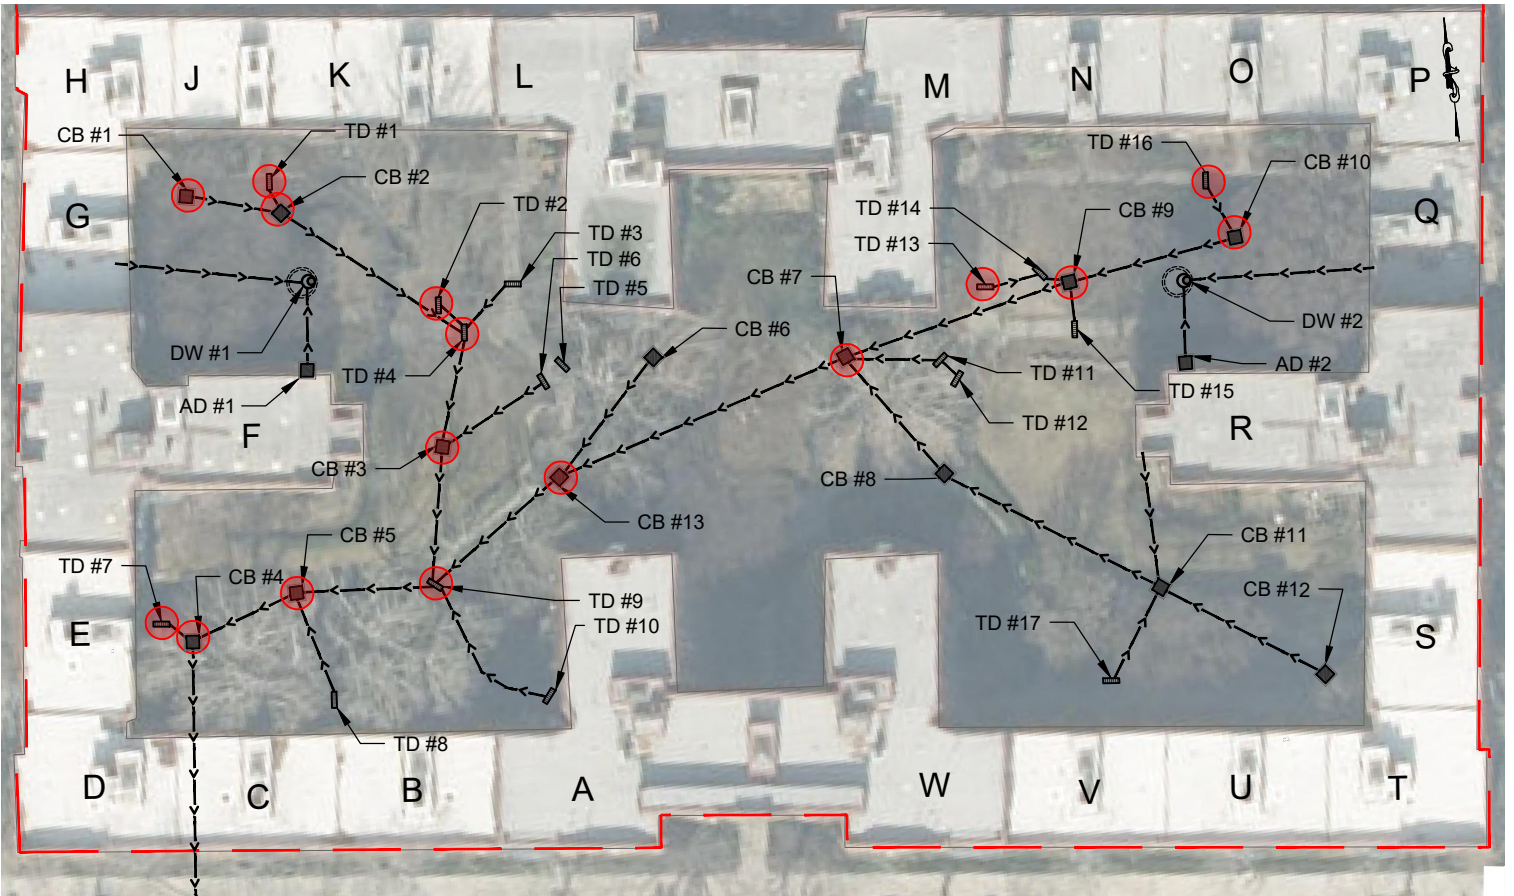 H
J
K
L
M
N
O
P
CB #1
TD #1
CB #2
TD #16
CB #10
G
TD #2
TD #14
CB #9
Q
TD #3
TD #13
TD #6
TD #5
CB #7
CB #6
DW #1
DW #2
TD #4
TD #11
AD #2
TD #15
AD #1
TD #12
F
R
CB #3
CB #8
CB #13
CB #5
CB #11
TD #7
CB #4
CB #12
TD #9
TD #10
TD #17
E
S
TD #8
D
C
B
A
W
V
U
T